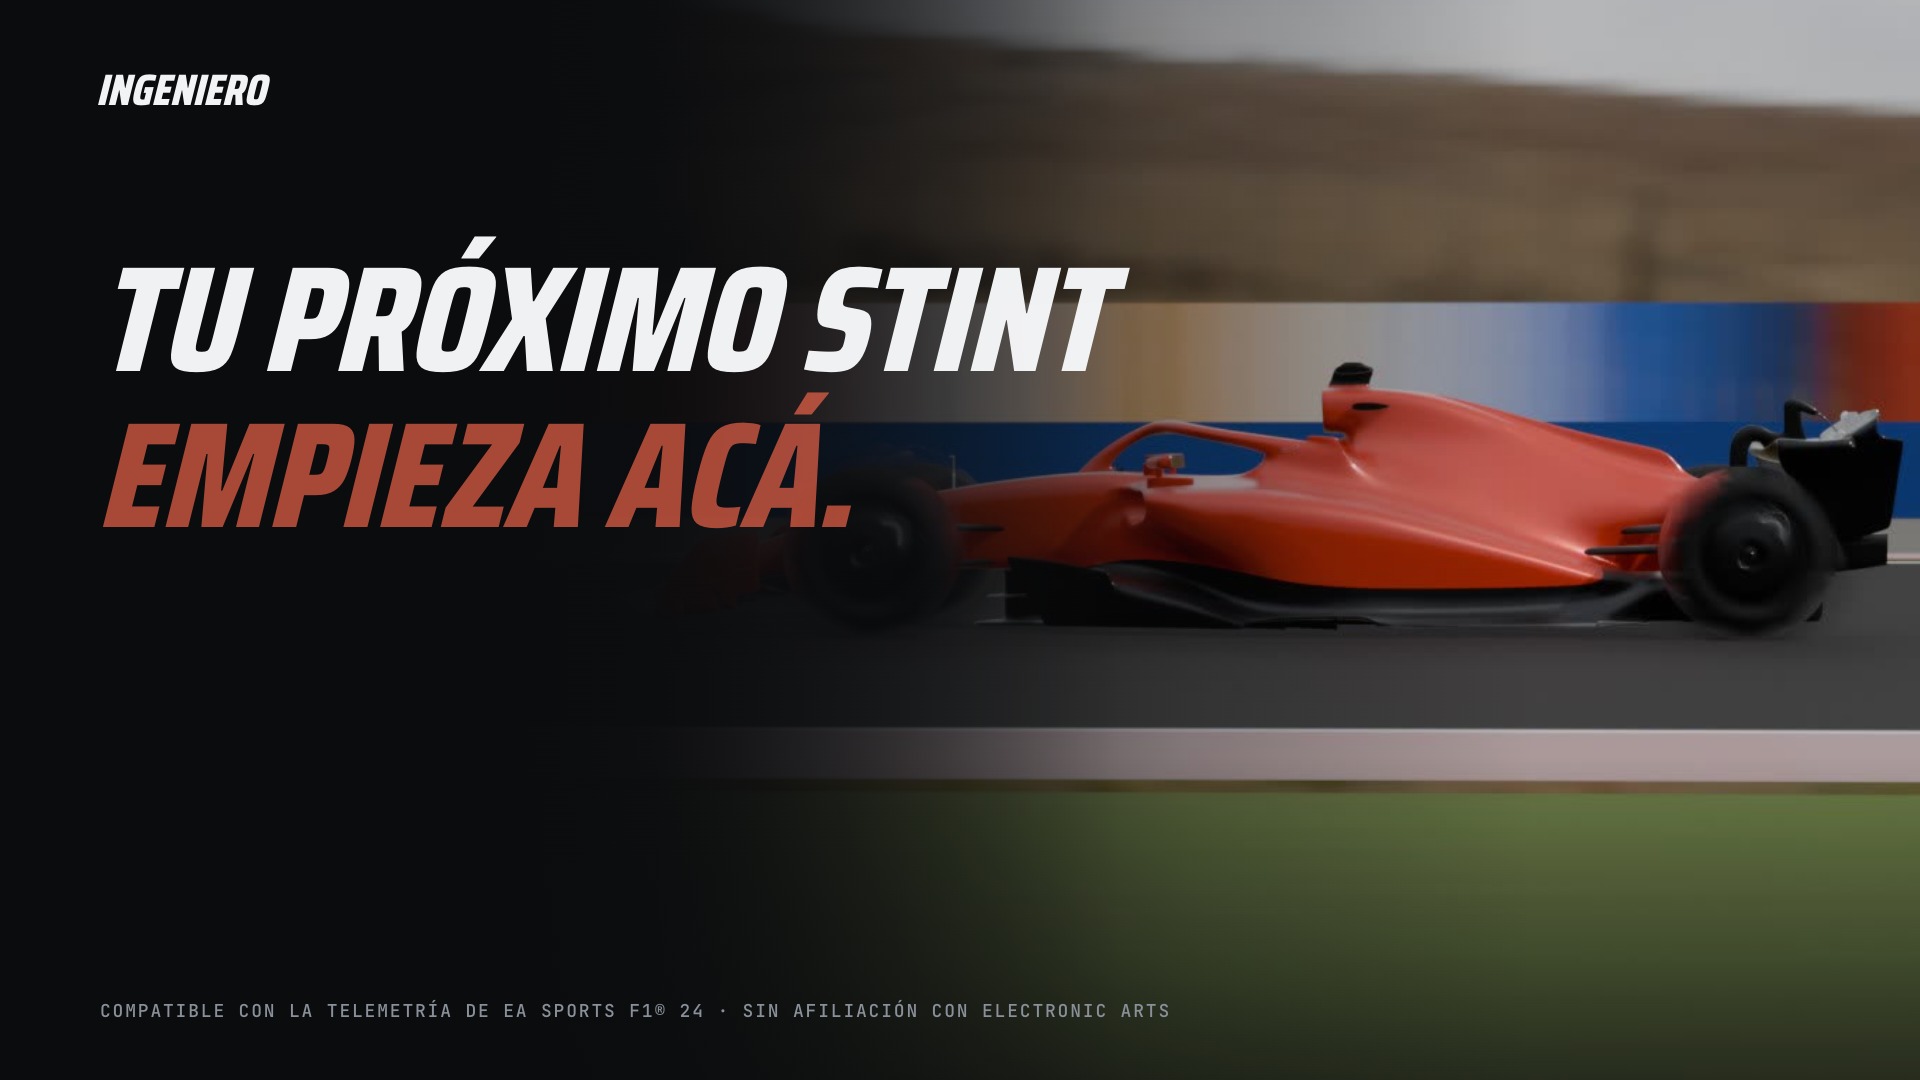 INGENIERO
TU PRÓXIMO STINT
EMPIEZA ACÁ.
COMPATIBLE CON LA TELEMETRÍA DE EA SPORTS F1® 24 · SIN AFILIACIÓN CON ELECTRONIC ARTS